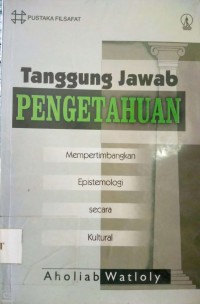 PUSTAKA FILSAFAT
Tanggung Jawab
PENGETAHUAN
Mempertimbangkan
Epistemologi
secara
Kultural
Aholiab Watloly